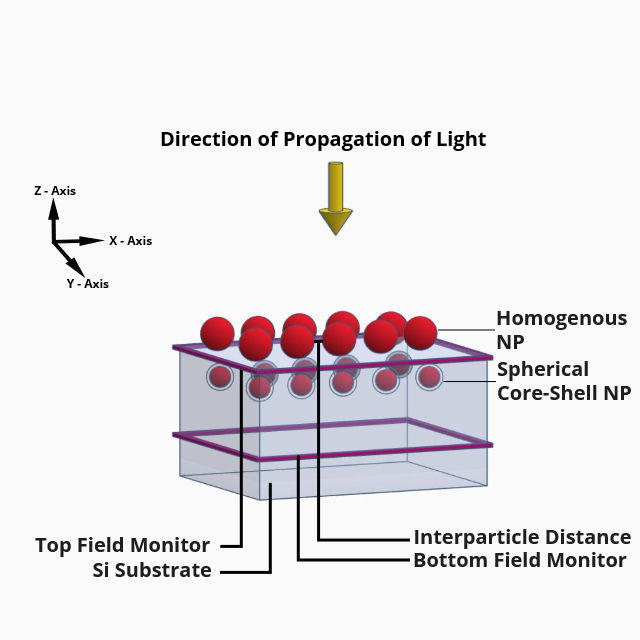 Direction of Propagation of Light
Z - Axis
X - Axis
Y - Axis
Homogenous
NP
Spherical
Core-Shell NP
Interparticle Distance
Top Field Monitor
Bottom Field Monitor
Si Substrate